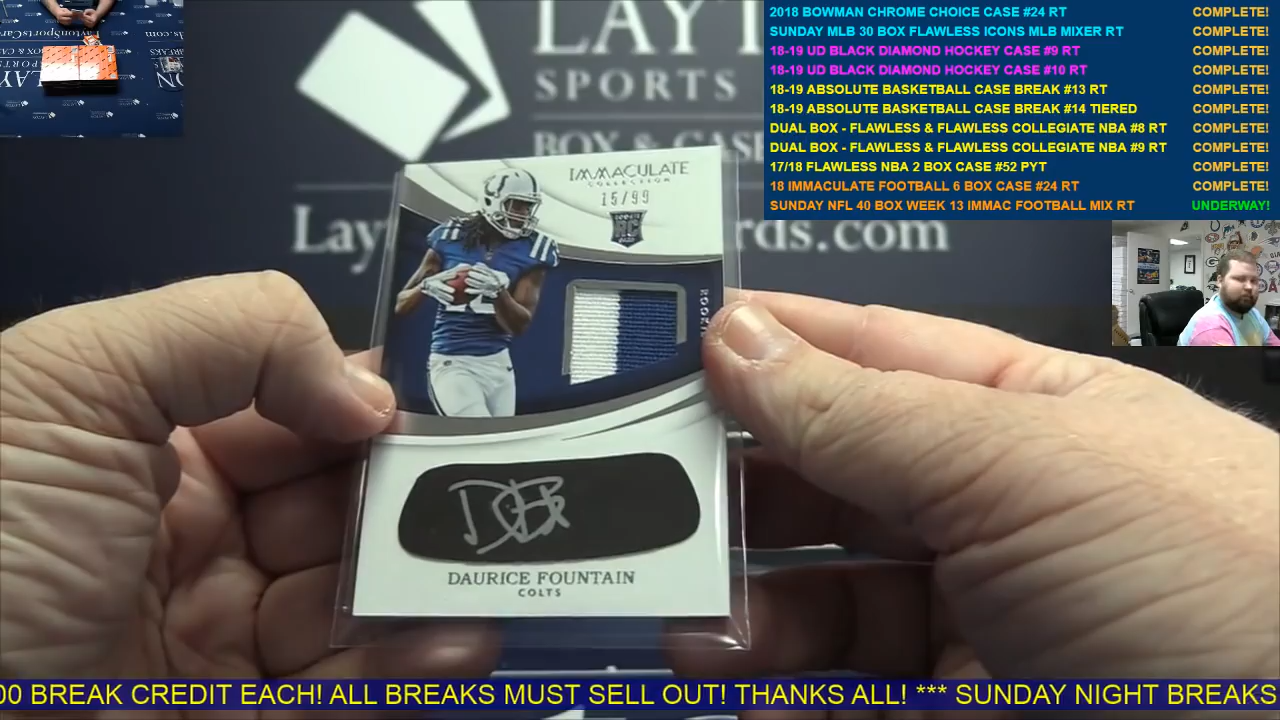 2018 BOWMAN CHROME CHOICE CASE #24 RT COMPLETE!
SUNDAY MLB 30 BOX FLAWLESS ICONS MLB MIXER RT COMPLETE!
18-19 UD BLACK DIAMOND HOCKEY CASE #9 RT COMPLETE!
18-19 UD BLACK DIAMOND HOCKEY CASE #10 RT COMPLETE!
18-19 ABSOLUTE BASKETBALL CASE BREAK #13 RT COMPLETE!
18-19 ABSOLUTE BASKETBALL CASE BREAK #14 TIERED COMPLETE!
DUAL BOX - FLAWLESS & FLAWLESS COLLEGIATE NBA #8 RT COMPLETE!
DUAL BOX - FLAWLESS & FLAWLESS COLLEGIATE NBA #9 RT COMPLETE!
17/18 FLAWLESS NBA 2 BOX CASE #52 PYT COMPLETE!
18 IMMACULATE FOOTBALL 6 BOX CASE #24 RT COMPLETE!
SUNDAY NFL 40 BOX WEEK 13 IMMAC FOOTBALL MIX RT UNDERWAY!
LAYT
SPORTS
BOX & CASE
Lay rds.com
IMMACULATE
COLLECTION
15/99
RC
DAURICE FOUNTAIN
COLTS
00 BREAK CREDIT EACH! ALL BREAKS MUST SELL OUT! THANKS ALL! *** SUNDAY NIGHT BREAKS